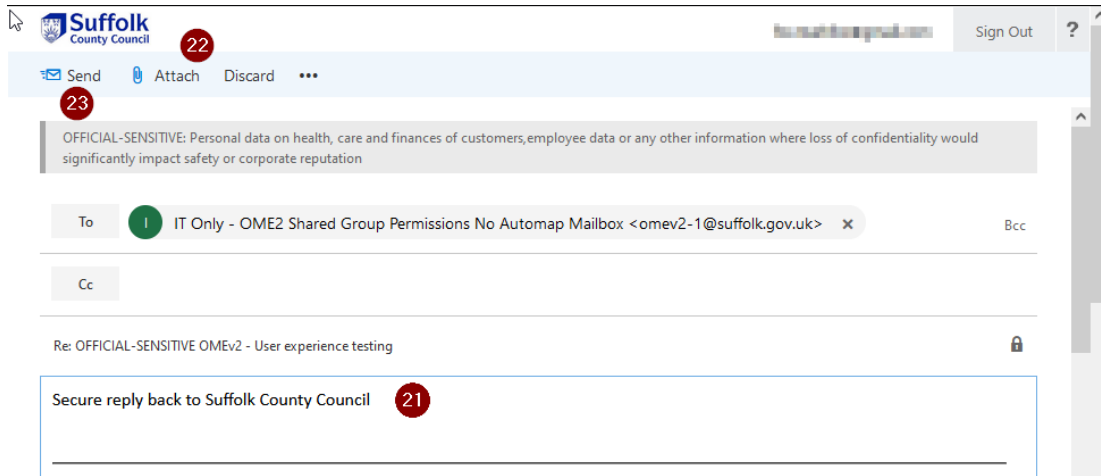 Suffolk
County Council
Sign Out ?
22
Send Attach Discard •••
23
OFFICIAL-SENSITIVE: Personal data on health, care and finances of customers,employee data or any other information where loss of confidentiality would
significantly impact safety or corporate reputation
To I IT Only - OME2 Shared Group Permissions No Automap Mailbox <omev2-1@suffolk.gov.uk> × Bcc
Cc
Re: OFFICIAL-SENSITIVE OMEv2 - User experience testing
Secure reply back to Suffolk County Council 21